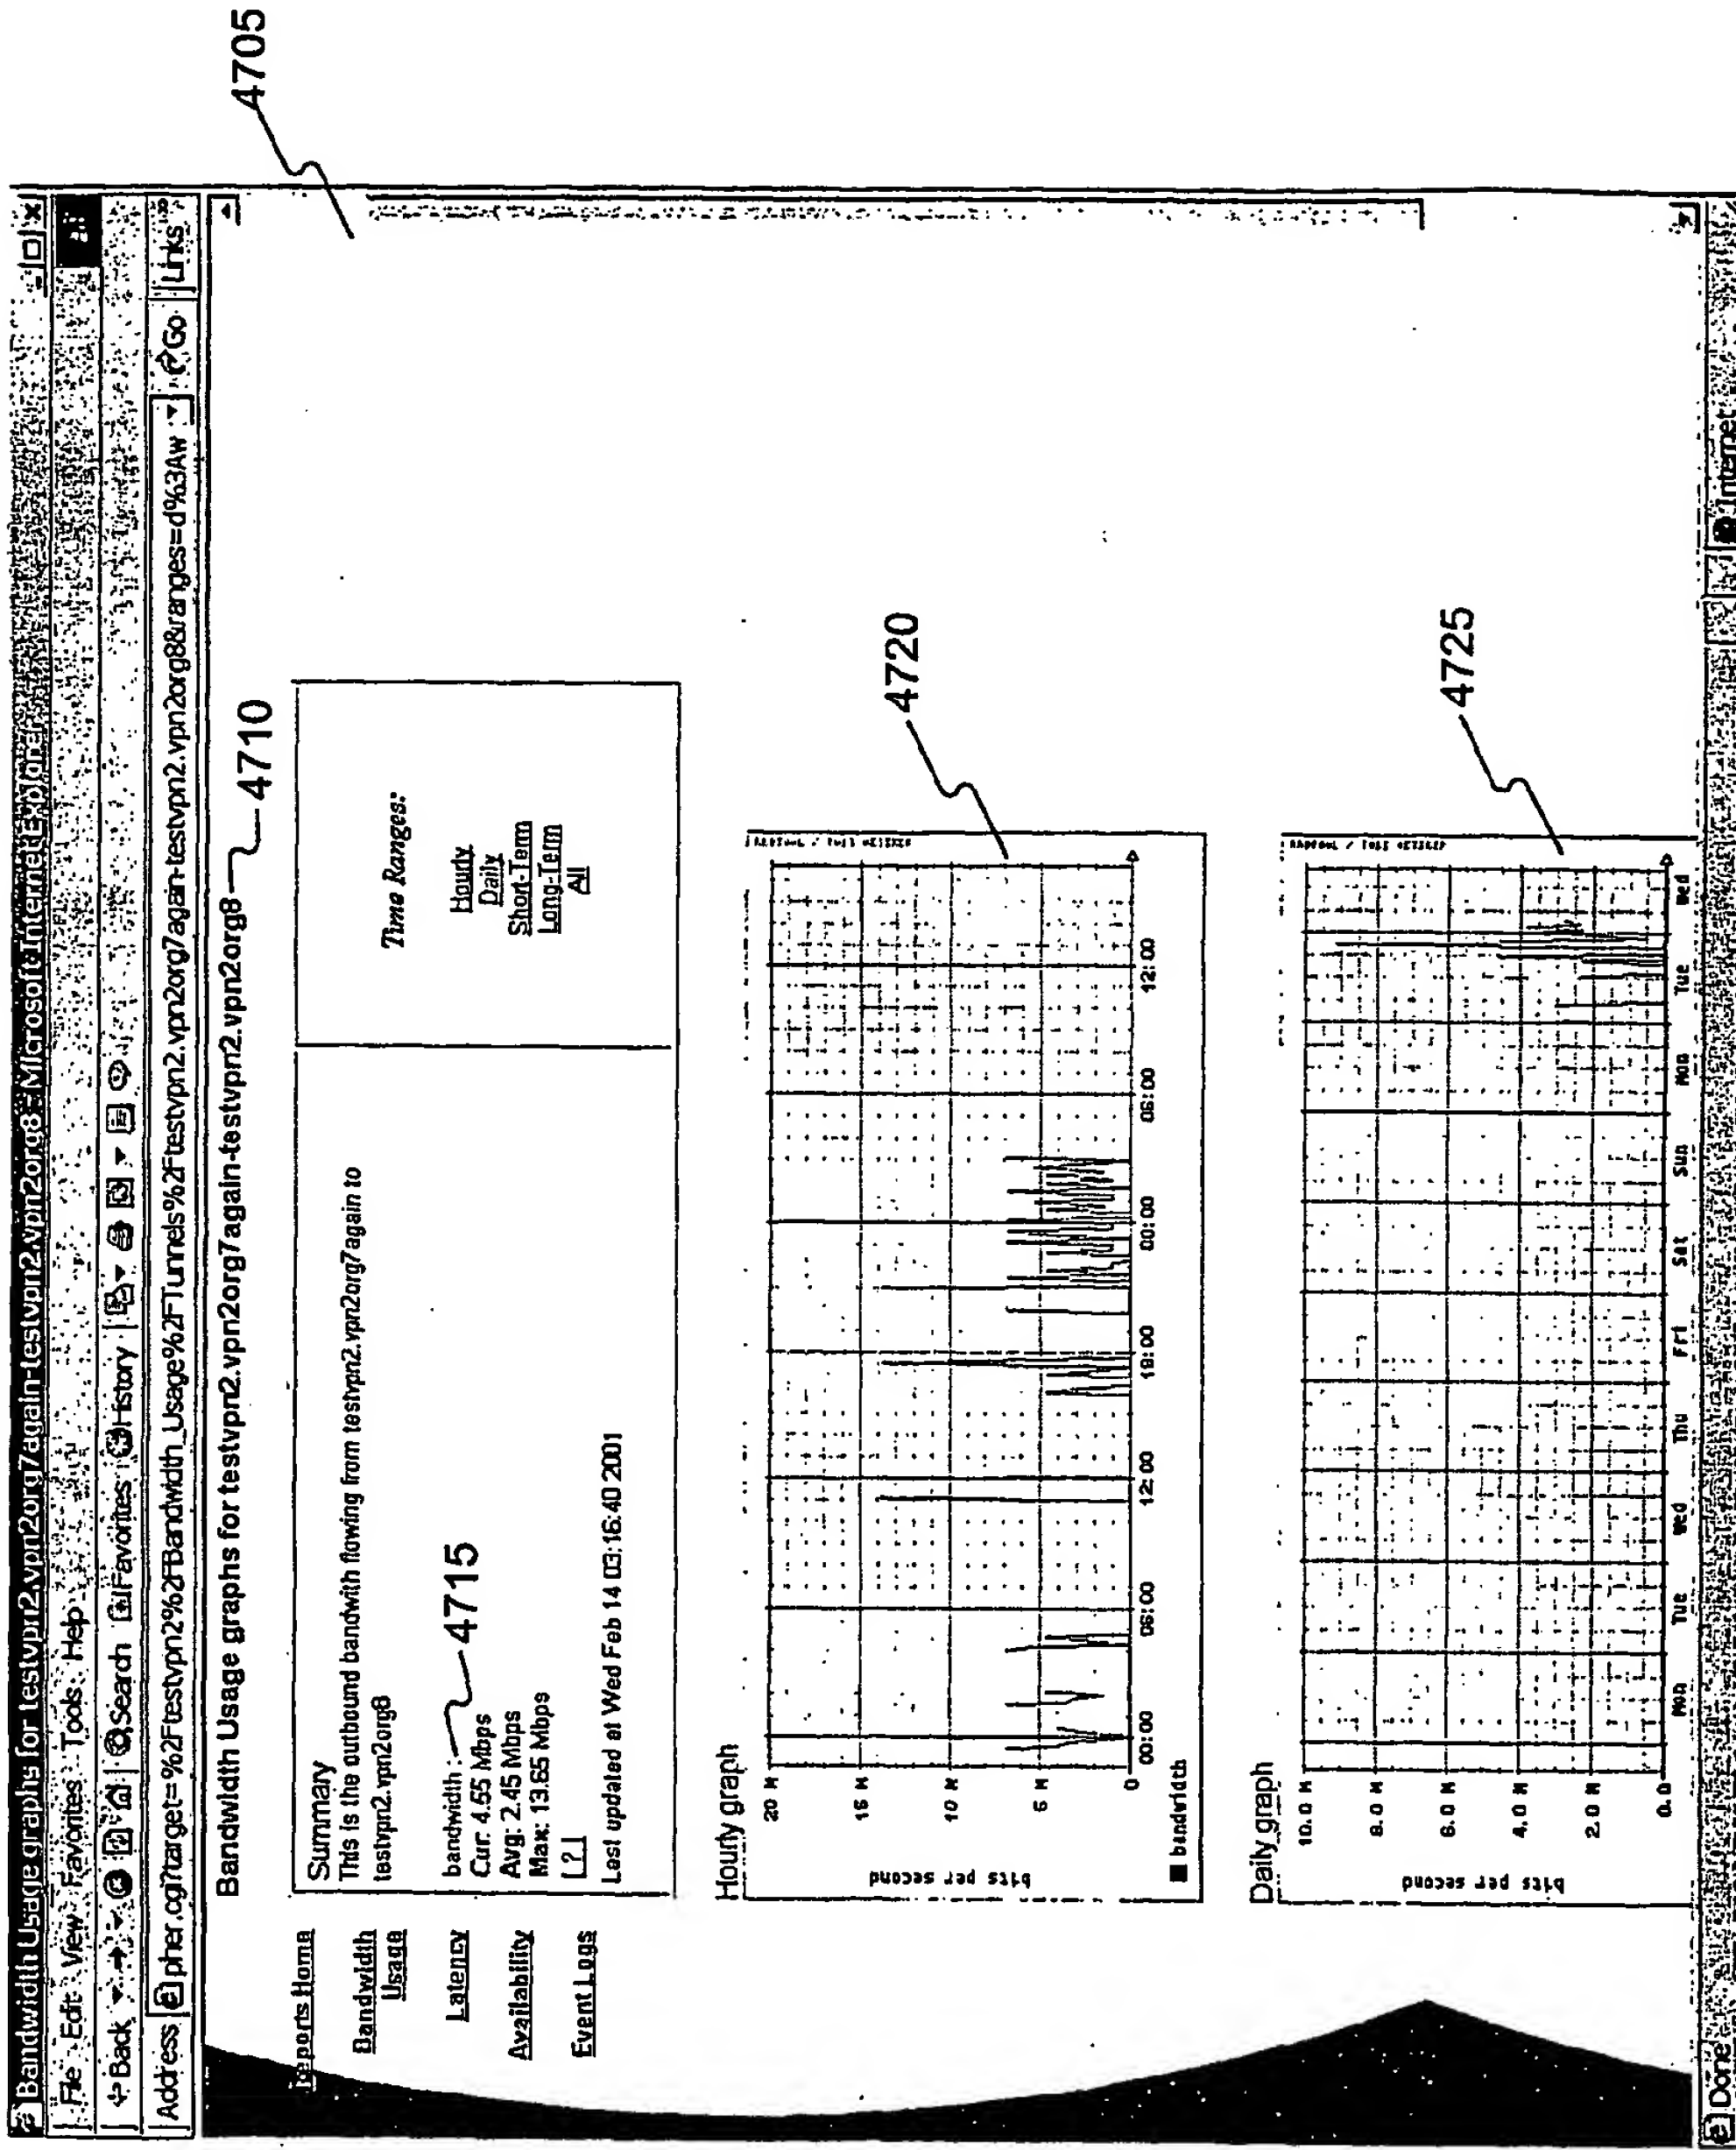 Bandwidth Usage graphs for testvpn2.vpn2org7again-testvpn2.vpn2org8 - Microsoft Internet Explorer
File Edit View Favorites Tools Help
Back Search Favorites History
Address pher.cgi?target=%2Ftestvpn2%2FBandwidth_Usage%2FTunnels%2Ftestvpn2.vpn2org7again-testvpn2.vpn2org8&ranges=d%3Aw Go Links
4705
Bandwidth Usage graphs for testvpn2.vpn2org7again-testvpn2.vpn2org8
4710
Reports Home
Bandwidth
Usage
Latency
Availability
Event Logs
Summary
This is the outbound bandwith flowing from testvpn2.vpn2org7again to
testvpn2.vpn2org8
bandwidth:
4715
Cur: 4.55 Mbps
Avg: 2.45 Mbps
Max: 13.65 Mbps
[?]
Last updated at Wed Feb 14 03:16:40 2001
Time Ranges:
Hourly
Daily
Short-Term
Long-Term
All
Hourly graph
4720
bits per second
20 M
15 M
10 M
5 M
0
00:00 06:00 12:00 18:00 00:00 06:00 12:00
bandwidth
Daily graph
4725
bits per second
10.0 M
8.0 M
6.0 M
4.0 M
2.0 M
0.0
Mon Tue Wed Thu Fri Sat Sun Mon Tue Wed
Done Internet